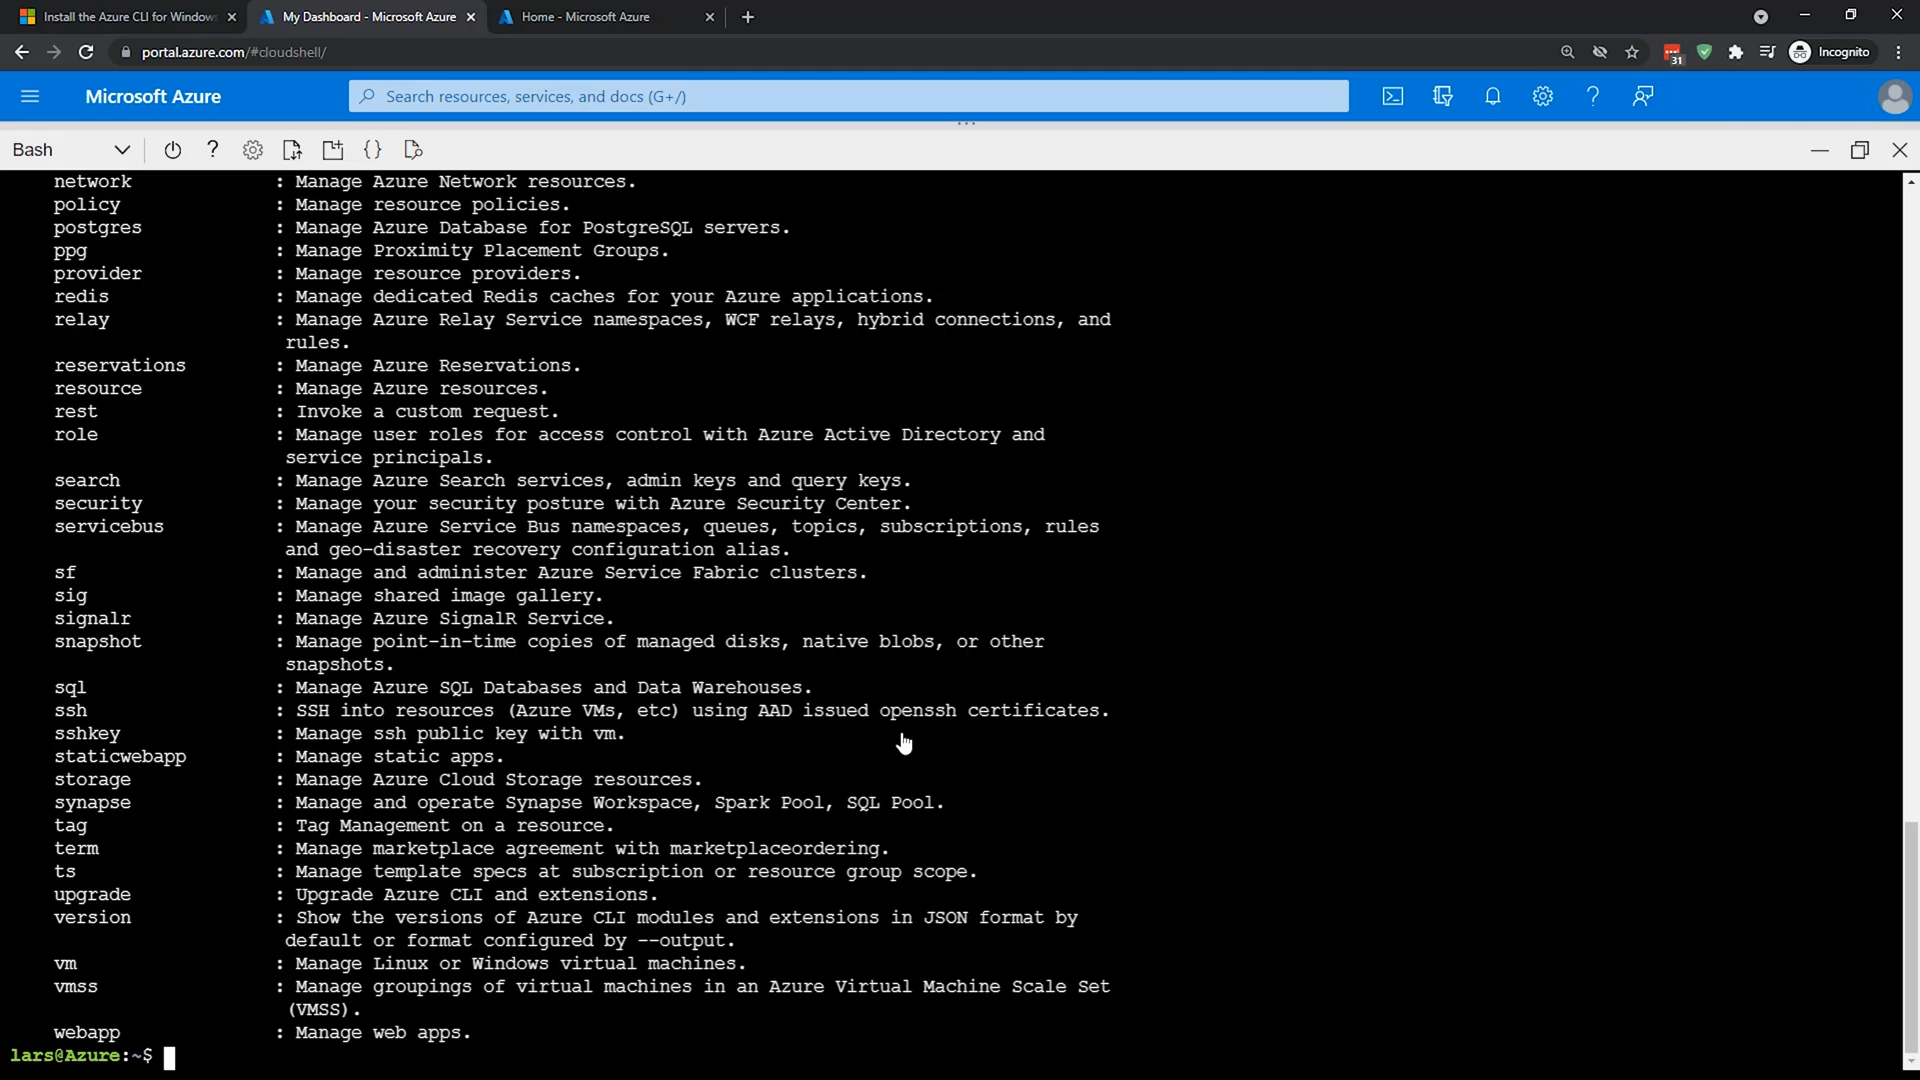 Install the Azure CLI for Window
My Dashboard - Microsoft Azure
Home - Microsoft Azure
portal.azure.com/#cloudshell/
31
Incognito
Microsoft Azure
Search resources, services, and docs (G+/)
Bash
network : Manage Azure Network resources.
policy : Manage resource policies.
postgres : Manage Azure Database for PostgreSQL servers.
ppg : Manage Proximity Placement Groups.
provider : Manage resource providers.
redis : Manage dedicated Redis caches for your Azure applications.
relay : Manage Azure Relay Service namespaces, WCF relays, hybrid connections, and
rules.
reservations : Manage Azure Reservations.
resource : Manage Azure resources.
rest : Invoke a custom request.
role : Manage user roles for access control with Azure Active Directory and
service principals.
search : Manage Azure Search services, admin keys and query keys.
security : Manage your security posture with Azure Security Center.
servicebus : Manage Azure Service Bus namespaces, queues, topics, subscriptions, rules
and geo-disaster recovery configuration alias.
sf : Manage and administer Azure Service Fabric clusters.
sig : Manage shared image gallery.
signalr : Manage Azure SignalR Service.
snapshot : Manage point-in-time copies of managed disks, native blobs, or other
snapshots.
sql : Manage Azure SQL Databases and Data Warehouses.
ssh : SSH into resources (Azure VMs, etc) using AAD issued openssh certificates.
sshkey : Manage ssh public key with vm.
staticwebapp : Manage static apps.
storage : Manage Azure Cloud Storage resources.
synapse : Manage and operate Synapse Workspace, Spark Pool, SQL Pool.
tag : Tag Management on a resource.
term : Manage marketplace agreement with marketplaceordering.
ts : Manage template specs at subscription or resource group scope.
upgrade : Upgrade Azure CLI and extensions.
version : Show the versions of Azure CLI modules and extensions in JSON format by
default or format configured by --output.
vm : Manage Linux or Windows virtual machines.
vmss : Manage groupings of virtual machines in an Azure Virtual Machine Scale Set
(VMSS).
webapp : Manage web apps.
lars@Azure:~$